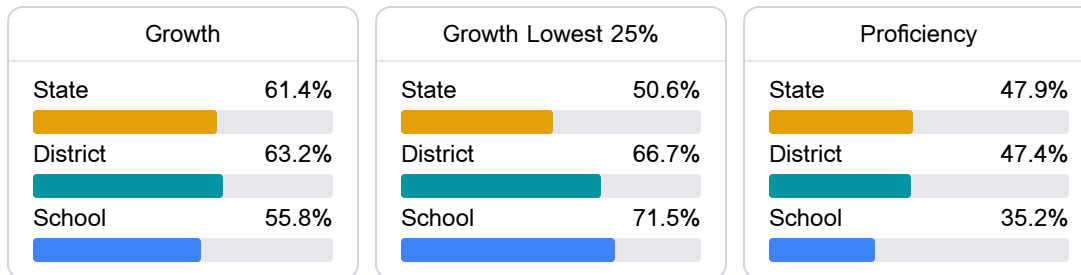 Growth
State 61.4%
District 63.2%
School 55.8%
Growth Lowest 25%
State 50.6%
District 66.7%
School 71.5%
Proficiency
State 47.9%
District 47.4%
School 35.2%